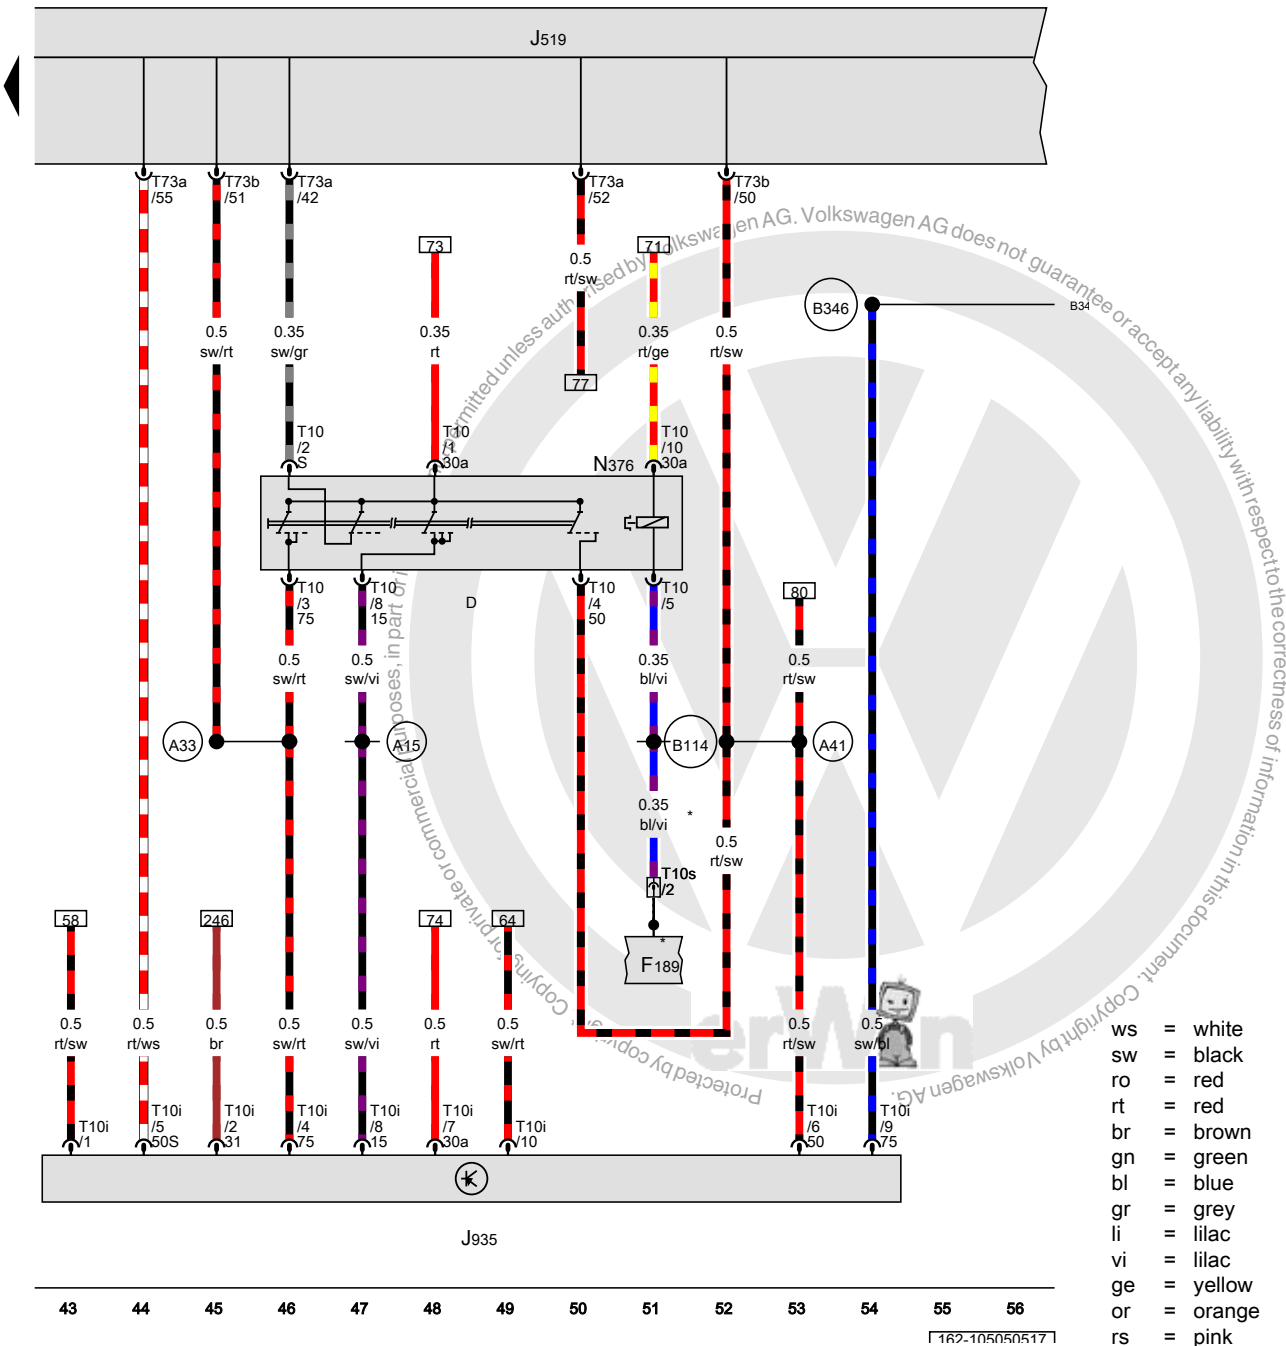 J519
T73a /55
T73b /51
T73a /42
T73a /52
T73b /50
73
71
0.5 rt/sw
B346
0.5 sw/rt
0.35 sw/gr
0.35 rt
0.35 rt/ge
0.5 rt/sw
77
T10 /2 S
T10 /1 30a
N376
T10 /10 30a
T10 /3 75
T10 /8 15
D
T10 /4 50
T10 /5
80
0.5 sw/rt
0.5 sw/vi
0.35 bl/vi
0.5 rt/sw
A33
A15
B114
A41
0.35 bl/vi
*
0.5 rt/sw
T10s /2
*
F189
58
246
74
64
0.5 rt/sw
0.5 rt/ws
0.5 br
0.5 sw/rt
0.5 sw/vi
0.5 rt
0.5 sw/rt
0.5 rt/sw
0.5 sw/bl
T10i /1
T10i /5 50S
T10i /2 31
T10i /4 75
T10i /8 15
T10i /7 30a
T10i /10
T10i /6 50
T10i /9 75
J935
43 44 45 46 47 48 49 50 51 52 53 54 55 56
162-105050517
ws = white
sw = black
ro = red
rt = red
br = brown
gn = green
bl = blue
gr = grey
li = lilac
vi = lilac
ge = yellow
or = orange
rs = pink
erWin
Protected by copyright. Copying for private or commercial purposes, in part or in permitted unless authorised by Volkswagen AG. Volkswagen AG does not guarantee or accept any liability with respect to the correctness of information in this document. Copyright by Volkswagen AG.